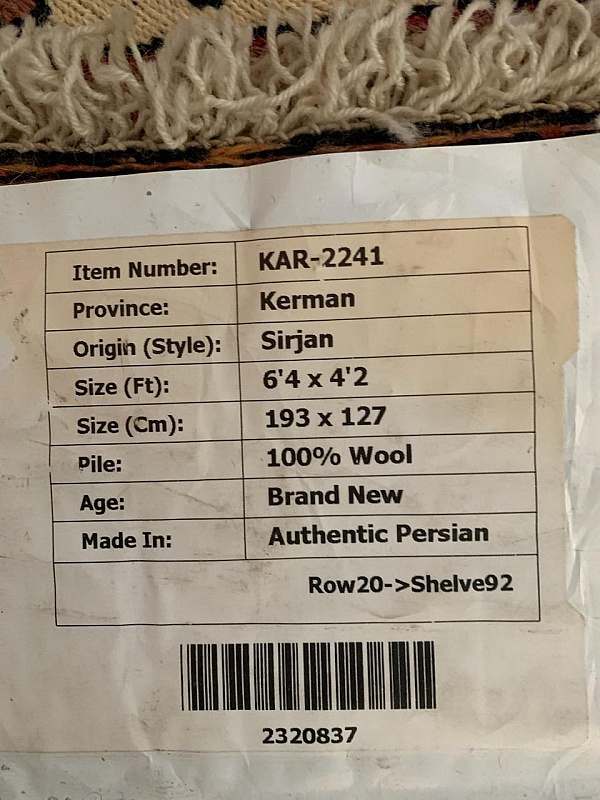 Item Number: KAR-2241
Province: Kerman
Origin (Style): Sirjan
Size (Ft): 6'4 x 4'2
Size (Cm): 193 x 127
Pile: 100% Wool
Age: Brand New
Made In: Authentic Persian
Row20->Shelve92
2320837